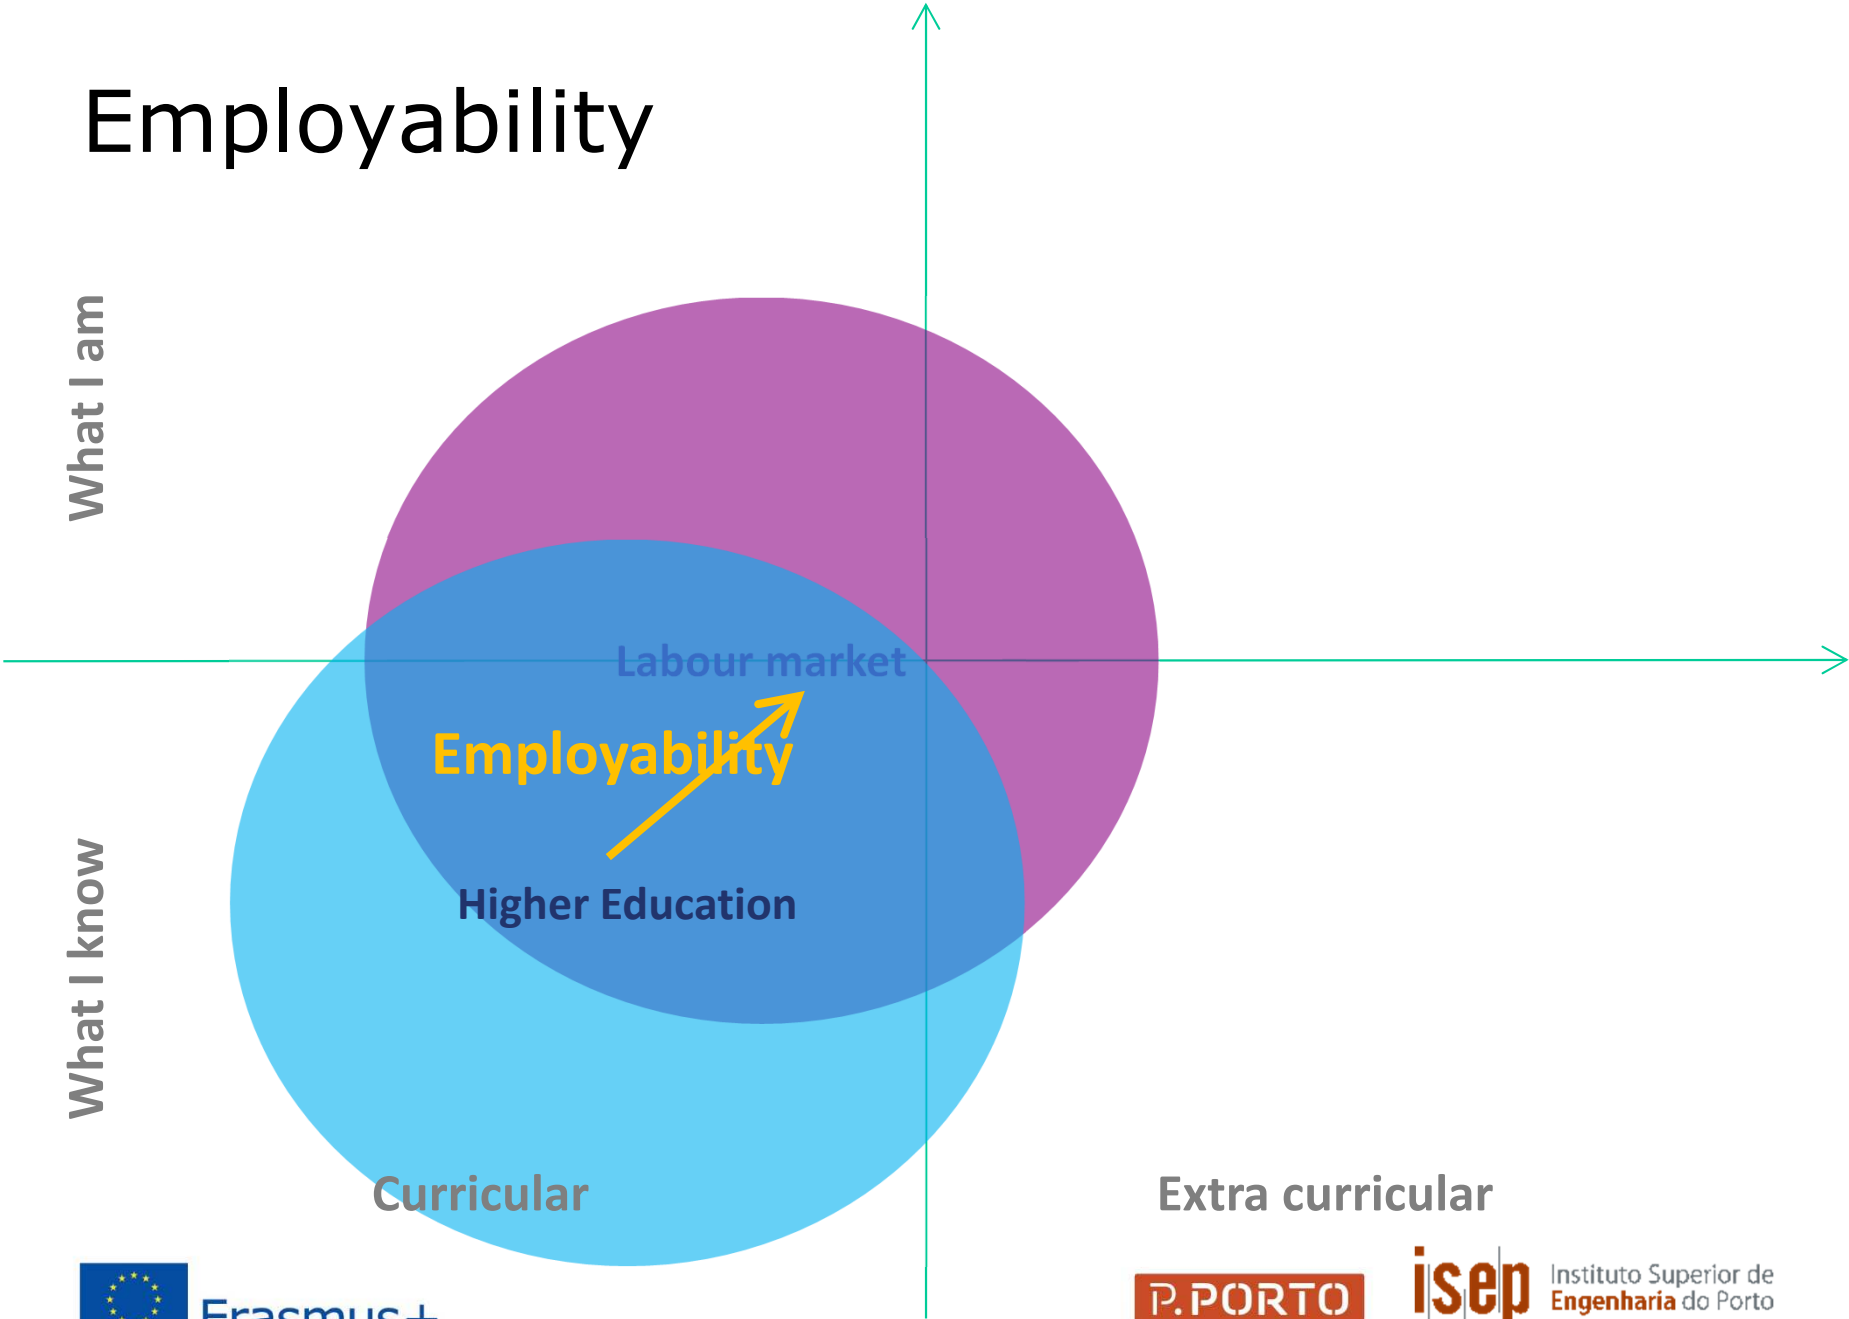 Employability
What I am
Labour market
Employability
Higher Education
What I know
Curricular
Extra curricular
Erasmus+
P.PORTO
isep
Instituto Superior de
Engenharia do Porto